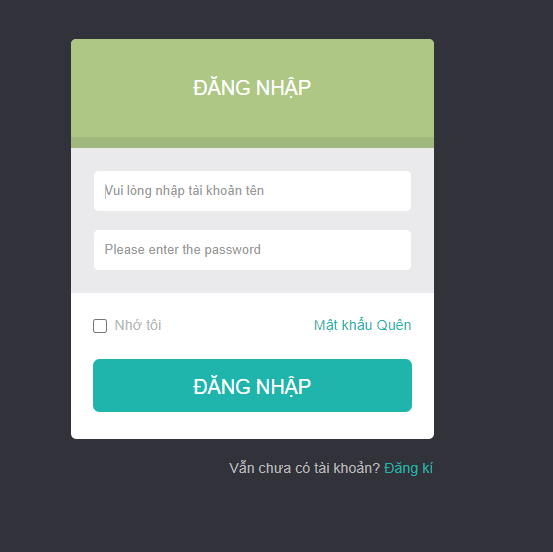 ĐĂNG NHẬP
Vui lòng nhập tài khoản tên
Please enter the password
Nhớ tôi
Mật khẩu Quên
ĐĂNG NHẬP
Vẫn chưa có tài khoản? Đăng kí